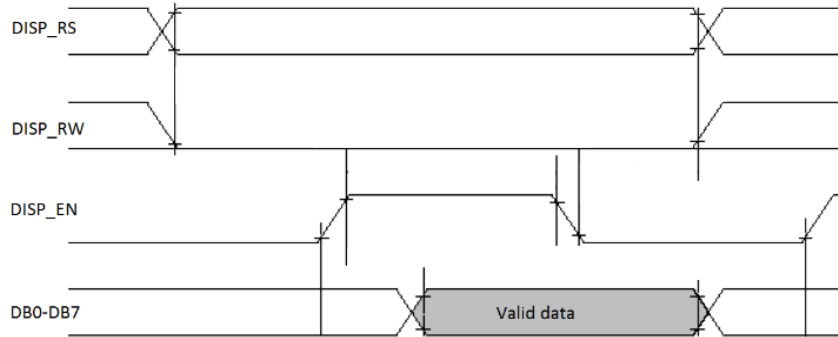 DISP_RS
DISP_RW
DISP_EN
DB0-DB7
Valid data